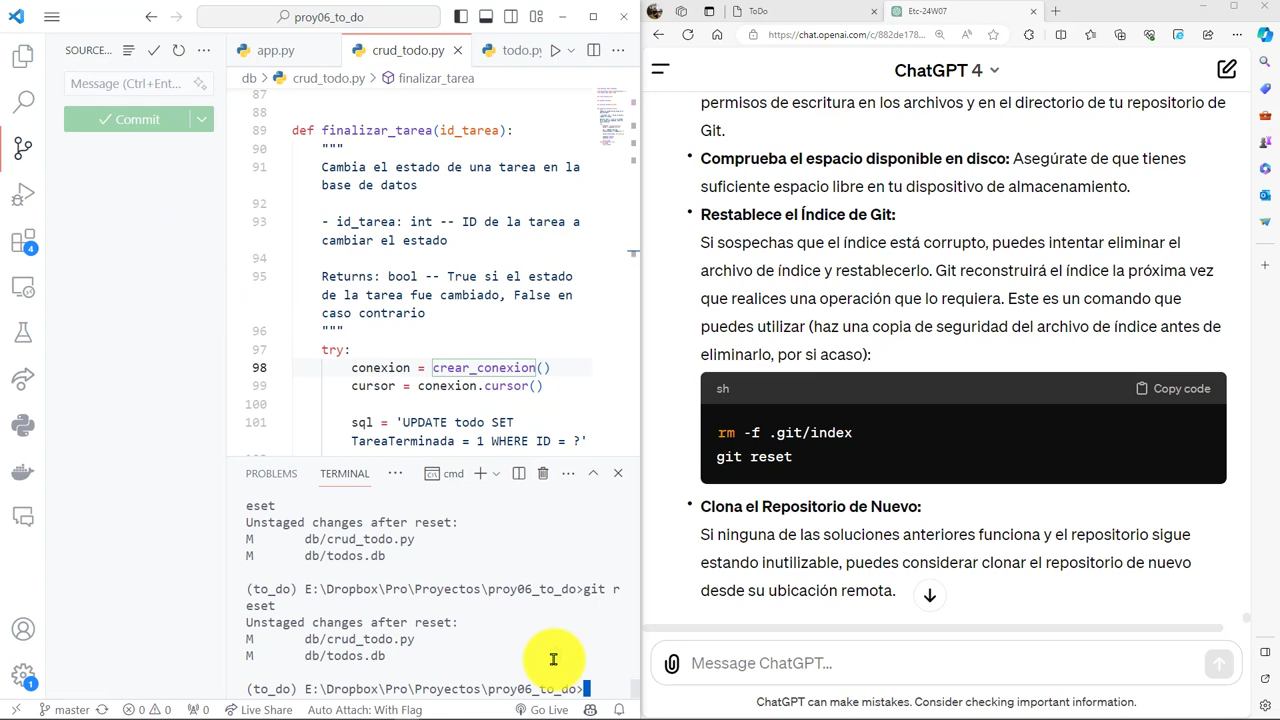 proy06_to_do
SOURCE...
Message (Ctrl+Ent...
Commit
4
1
app.py
crud_todo.py
todo.py
db
crud_todo.py
finalizar_tarea
87
88
89 def finalizar_tarea(id_tarea):
90 """
91 Cambia el estado de una tarea en la
base de datos
92
93 - id_tarea: int -- ID de la tarea a
cambiar el estado
94
95 Returns: bool -- True si el estado
de la tarea fue cambiado, False en
caso contrario
96 """
97 try:
98 conexion = crear_conexion()
99 cursor = conexion.cursor()
100
101 sql = 'UPDATE todo SET
TareaTerminada = 1 WHERE ID = ?'
PROBLEMS
TERMINAL
cmd
eset
Unstaged changes after reset:
M db/crud_todo.py
M db/todos.db
(to_do) E:\Dropbox\Pro\Proyectos\proy06_to_do>git r
eset
Unstaged changes after reset:
M db/crud_todo.py
M db/todos.db
(to_do) E:\Dropbox\Pro\Proyectos\proy06_to_do>
master
0
0
0
Live Share
Auto Attach: With Flag
Go Live
ToDo
Etc-24W07
https://chat.openai.com/c/882de178...
ChatGPT 4
permisos de escritura en los archivos y en el directorio de tu repositorio de
Git.
• Comprueba el espacio disponible en disco: Asegúrate de que tienes
suficiente espacio libre en tu dispositivo de almacenamiento.
• Restablece el Índice de Git:
Si sospechas que el índice está corrupto, puedes intentar eliminar el
archivo de índice y restablecerlo. Git reconstruirá el índice la próxima vez
que realices una operación que lo requiera. Este es un comando que
puedes utilizar (haz una copia de seguridad del archivo de índice antes de
eliminarlo, por si acaso):
sh
Copy code
rm -f .git/index
git reset
• Clona el Repositorio de Nuevo:
Si ninguna de las soluciones anteriores funciona y el repositorio sigue
estando inutilizable, puedes considerar clonar el repositorio de nuevo
desde su ubicación remota.
Message ChatGPT...
ChatGPT can make mistakes. Consider checking important information.